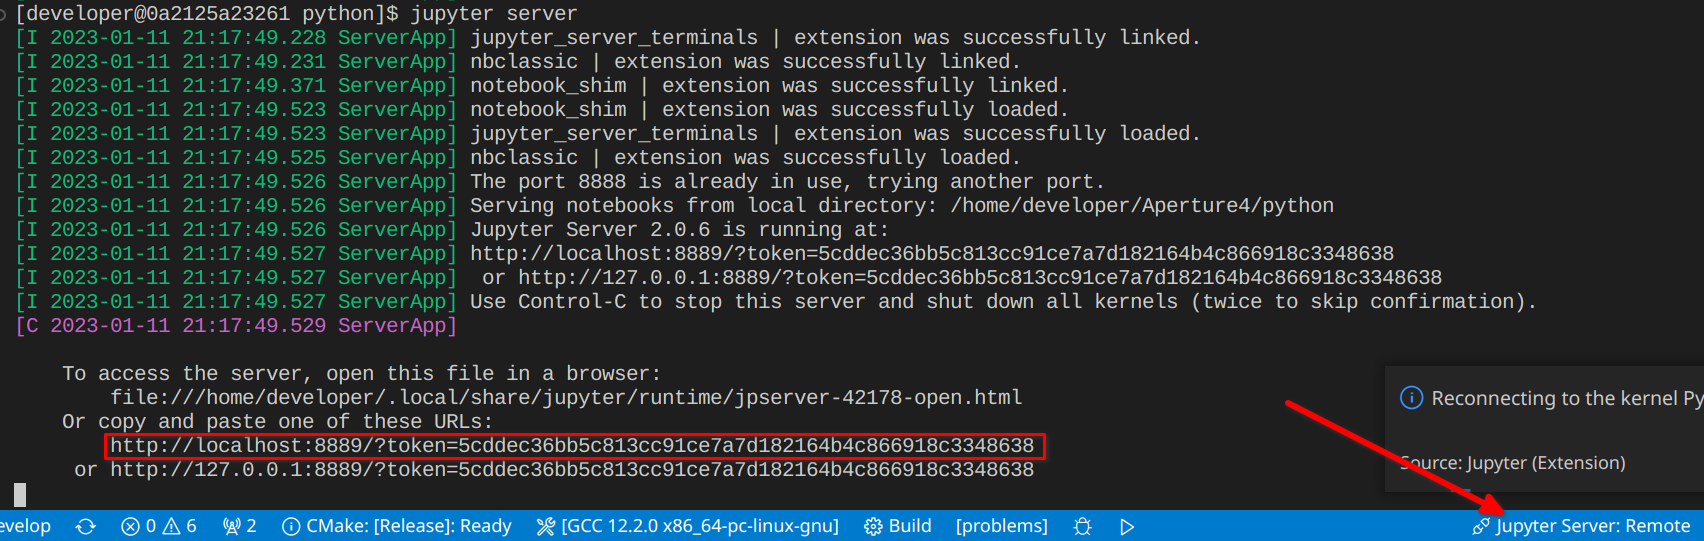 [developer@0a2125a23261 python]$ jupyter server
[I 2023-01-11 21:17:49.228 ServerApp] jupyter_server_terminals | extension was successfully linked.
[I 2023-01-11 21:17:49.231 ServerApp] nbclassic | extension was successfully linked.
[I 2023-01-11 21:17:49.371 ServerApp] notebook_shim | extension was successfully linked.
[I 2023-01-11 21:17:49.523 ServerApp] notebook_shim | extension was successfully loaded.
[I 2023-01-11 21:17:49.523 ServerApp] jupyter_server_terminals | extension was successfully loaded.
[I 2023-01-11 21:17:49.525 ServerApp] nbclassic | extension was successfully loaded.
[I 2023-01-11 21:17:49.526 ServerApp] The port 8888 is already in use, trying another port.
[I 2023-01-11 21:17:49.526 ServerApp] Serving notebooks from local directory: /home/developer/Aperture4/python
[I 2023-01-11 21:17:49.526 ServerApp] Jupyter Server 2.0.6 is running at:
[I 2023-01-11 21:17:49.527 ServerApp] http://localhost:8889/?token=5cddec36bb5c813cc91ce7a7d182164b4c866918c3348638
[I 2023-01-11 21:17:49.527 ServerApp]  or http://127.0.0.1:8889/?token=5cddec36bb5c813cc91ce7a7d182164b4c866918c3348638
[I 2023-01-11 21:17:49.527 ServerApp] Use Control-C to stop this server and shut down all kernels (twice to skip confirmation).
[C 2023-01-11 21:17:49.529 ServerApp]
To access the server, open this file in a browser:
file:///home/developer/.local/share/jupyter/runtime/jpserver-42178-open.html
Or copy and paste one of these URLs:
http://localhost:8889/?token=5cddec36bb5c813cc91ce7a7d182164b4c866918c3348638
or http://127.0.0.1:8889/?token=5cddec36bb5c813cc91ce7a7d182164b4c866918c3348638
Reconnecting to the kernel Py
Source: Jupyter (Extension)
evelop 0 6 2 CMake: [Release]: Ready [GCC 12.2.0 x86_64-pc-linux-gnu] Build [problems] Jupyter Server: Remote